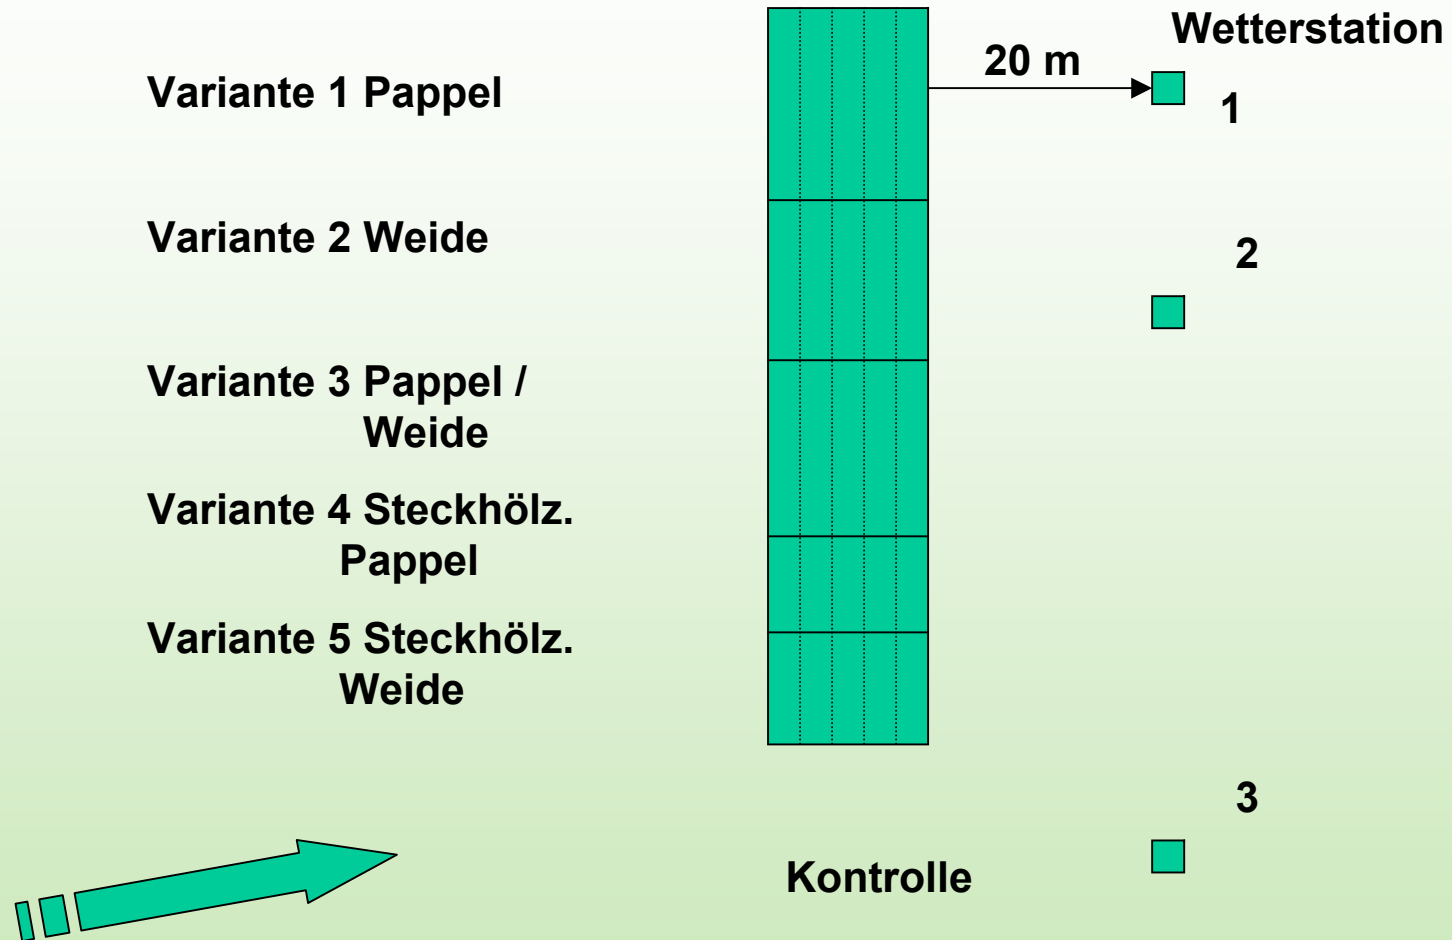 Wetterstation
20 m
Variante 1 Pappel
1
Variante 2 Weide
2
Variante 3 Pappel /
Weide
Variante 4 Steckhölz.
Pappel
Variante 5 Steckhölz.
Weide
3
Kontrolle